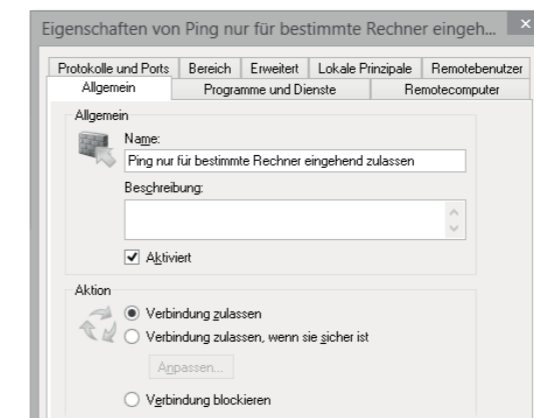 Eigenschaften von Ping nur für bestimmte Rechner eingeh...
Protokolle und Ports Bereich Erweitert Lokale Prinzipale Remotebenutzer
Allgemein Programme und Dienste Remotecomputer
Allgemein
Name:
Ping nur für bestimmte Rechner eingehend zulassen
Beschreibung:
Aktiviert
Aktion
Verbindung zulassen
Verbindung zulassen, wenn sie sicher ist
Anpassen...
Verbindung blockieren